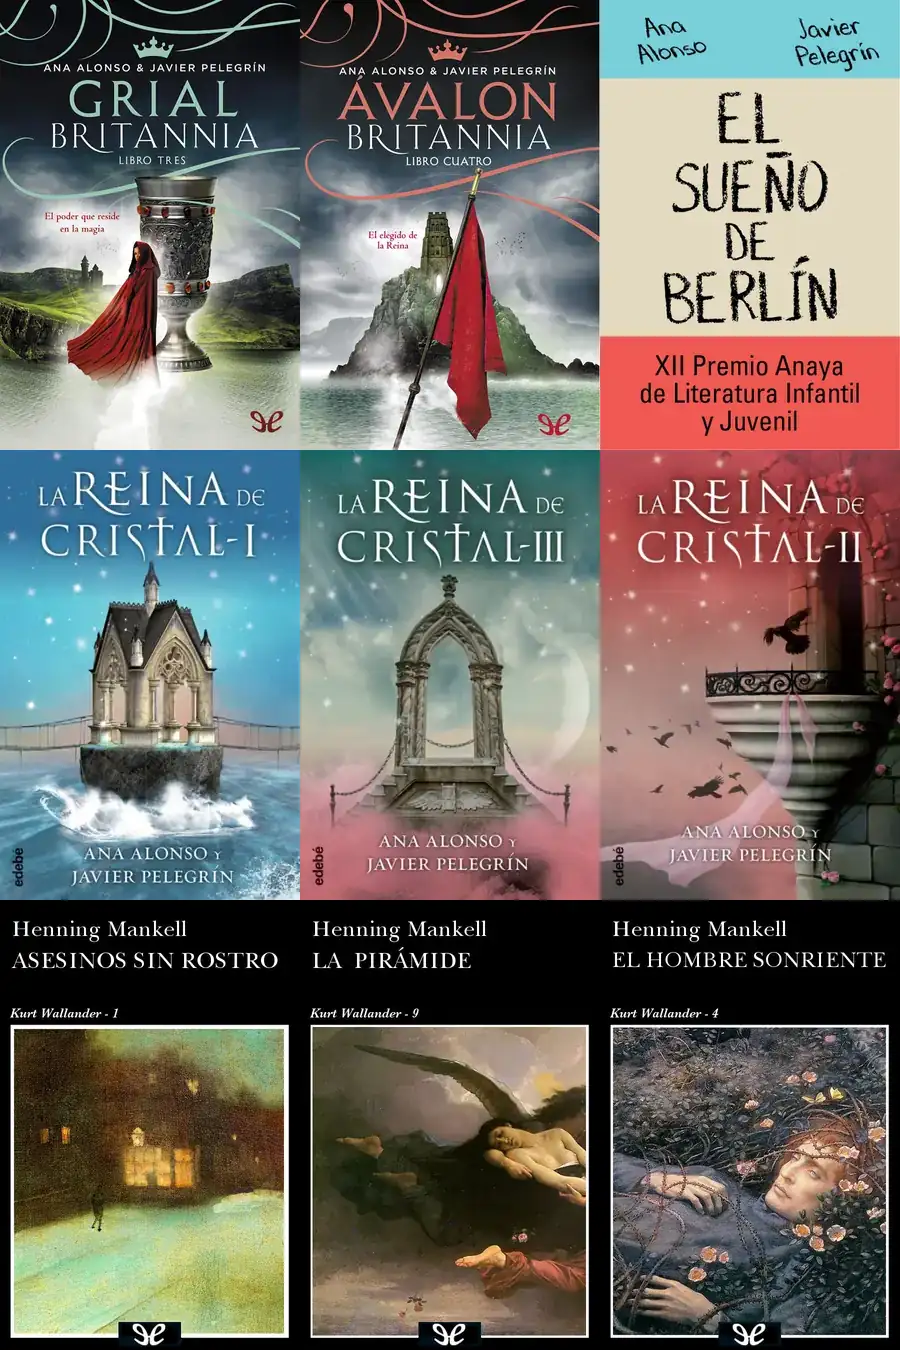 ANA ALONSO & JAVIER PELEGRÍN
GRIAL
BRITANNIA
LIBRO TRES
El poder que reside
en la magia
ANA ALONSO & JAVIER PELEGRÍN
ÁVALON
BRITANNIA
LIBRO CUATRO
El elegido de
la Reina
Ana
Alonso
Javier
Pelegrín
EL
SUEÑO
DE
BERLÍN
XII Premio Anaya
de Literatura Infantil
y Juvenil
LA REINA DE
CRISTAL-I
ANA ALONSO Y
JAVIER PELEGRÍN
edebé
LA REINA DE
CRISTAL-III
ANA ALONSO Y
JAVIER PELEGRÍN
edebé
LA REINA DE
CRISTAL-II
ANA ALONSO Y
JAVIER PELEGRÍN
edebé
Henning Mankell
ASESINOS SIN ROSTRO
Kurt Wallander - 1
Henning Mankell
LA PIRÁMIDE
Kurt Wallander - 9
Henning Mankell
EL HOMBRE SONRIENTE
Kurt Wallander - 4